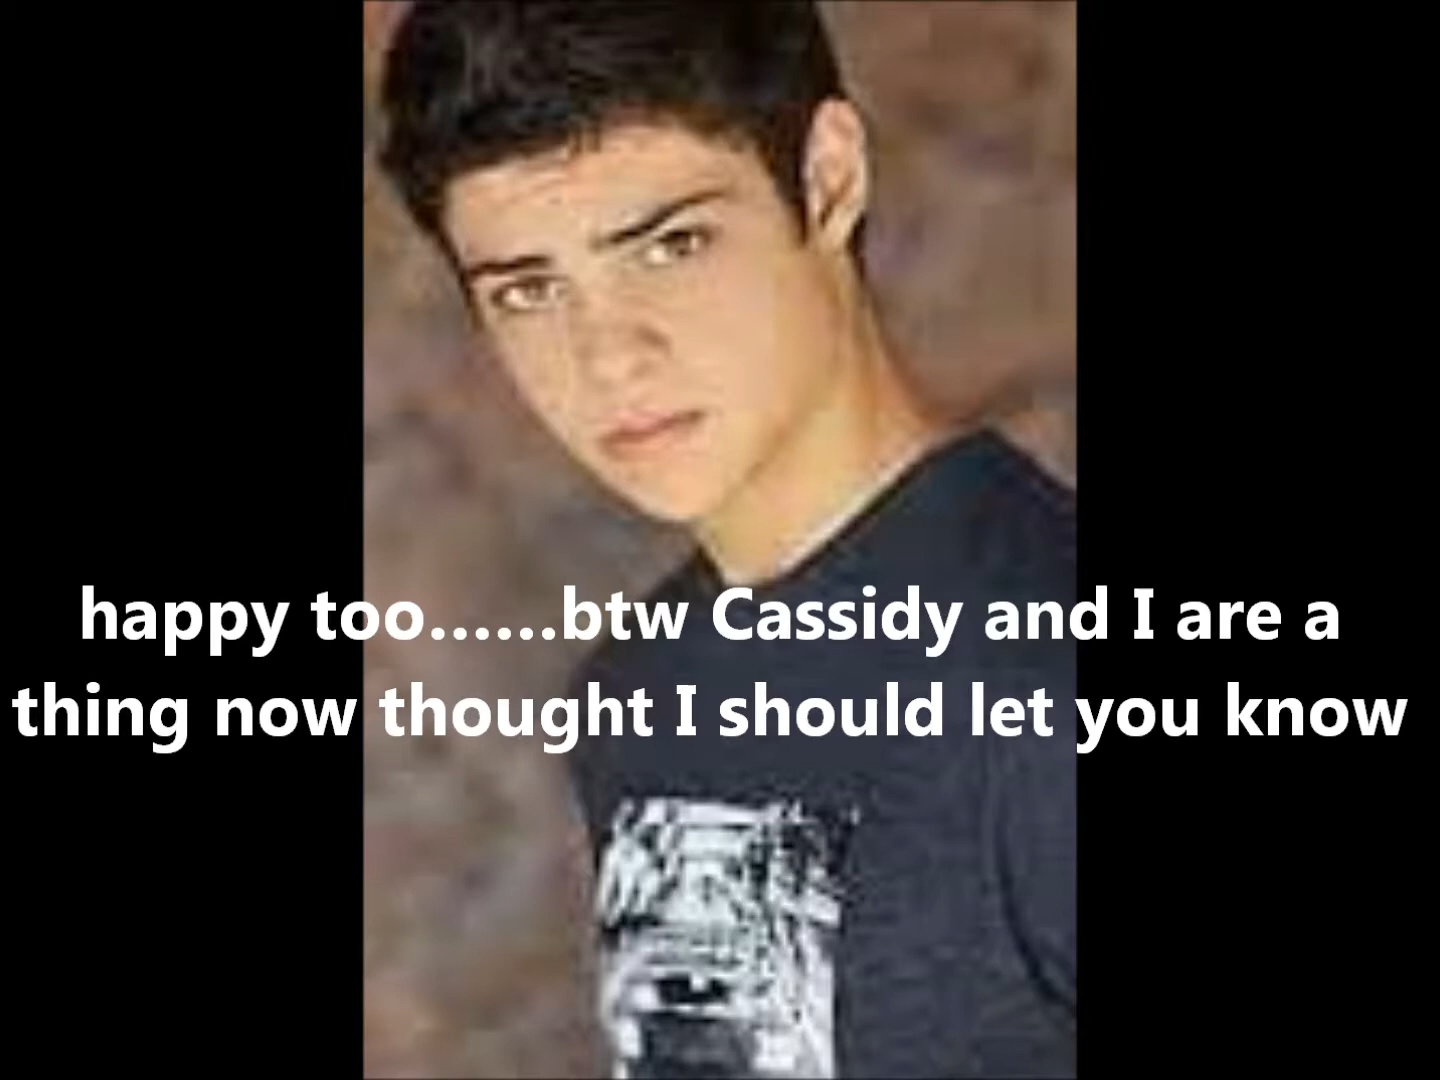 happy too......btw Cassidy and I are a
thing now thought I should let you know